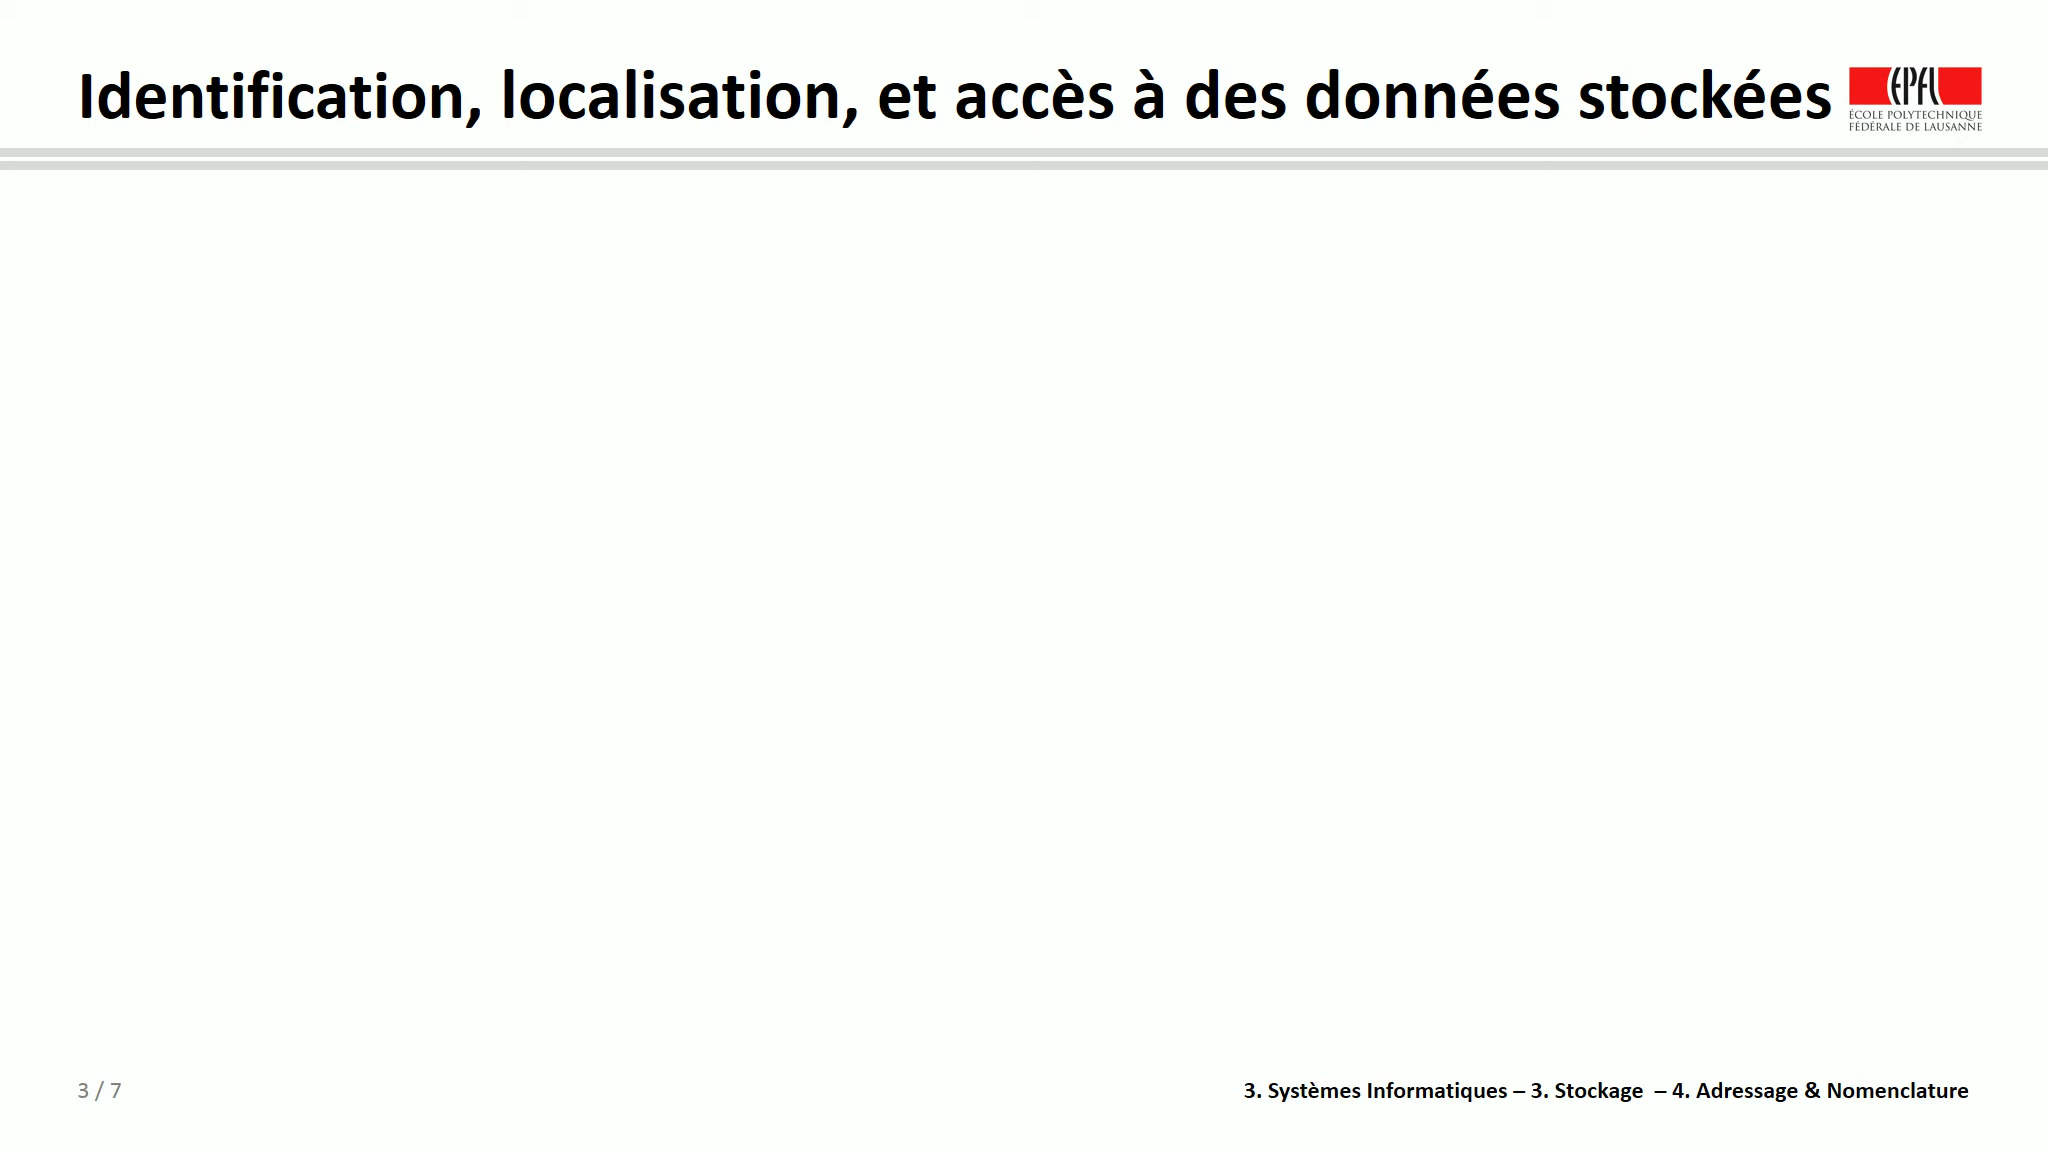 Identification, localisation, et accès à des données stockées
EPFL
ÉCOLE POLYTECHNIQUE
FÉDÉRALE DE LAUSANNE
3 / 7
3. Systèmes Informatiques – 3. Stockage – 4. Adressage & Nomenclature